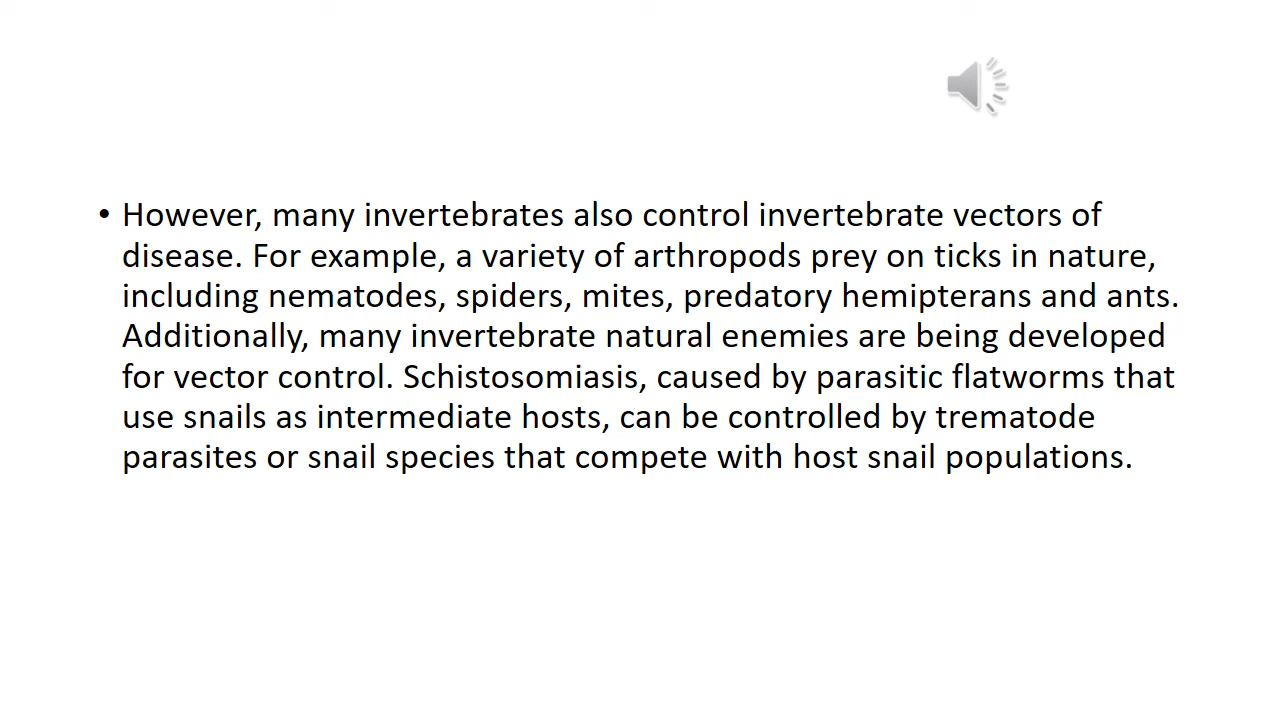 • However, many invertebrates also control invertebrate vectors of
disease. For example, a variety of arthropods prey on ticks in nature,
including nematodes, spiders, mites, predatory hemipterans and ants.
Additionally, many invertebrate natural enemies are being developed
for vector control. Schistosomiasis, caused by parasitic flatworms that
use snails as intermediate hosts, can be controlled by trematode
parasites or snail species that compete with host snail populations.